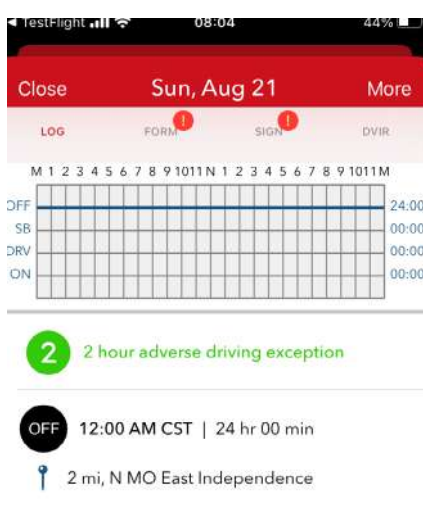 TestFlight 08:04 44%
Close Sun, Aug 21 More
LOG FORM ! SIGN ! DVIR
M 1 2 3 4 5 6 7 8 9 10 11 N 1 2 3 4 5 6 7 8 9 10 11 M
OFF 24:00
SB 00:00
DRV 00:00
ON 00:00
2 2 hour adverse driving exception
OFF 12:00 AM CST | 24 hr 00 min
2 mi, N MO East Independence